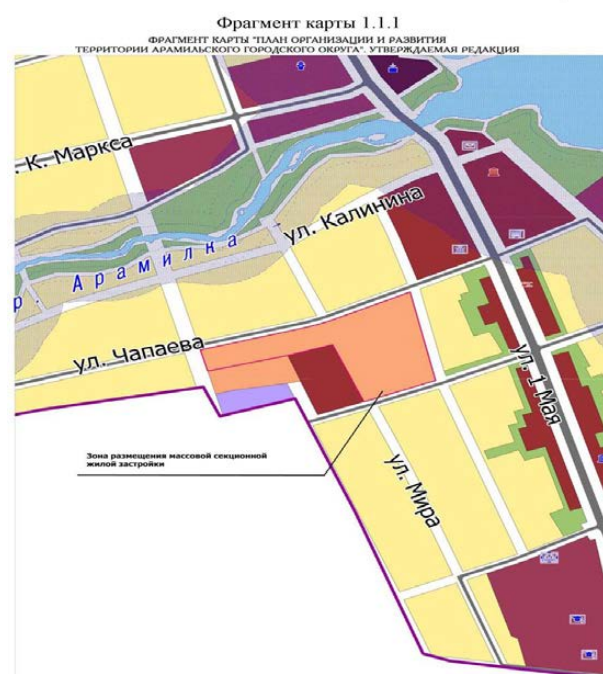 Фрагмент карты 1.1.1
ФРАГМЕНТ КАРТЫ "ПЛАН ОРГАНИЗАЦИИ И РАЗВИТИЯ
ТЕРРИТОРИИ АРАМИЛЬСКОГО ГОРОДСКОГО ОКРУГА". УТВЕРЖДАЕМАЯ РЕДАКЦИЯ
. К. Маркса
ул. Калинина
р. Арамилка
ул. Чапаева
ул. 1 Мая
Зона размещения массовой секционной
жилой застройки
ул. Мира